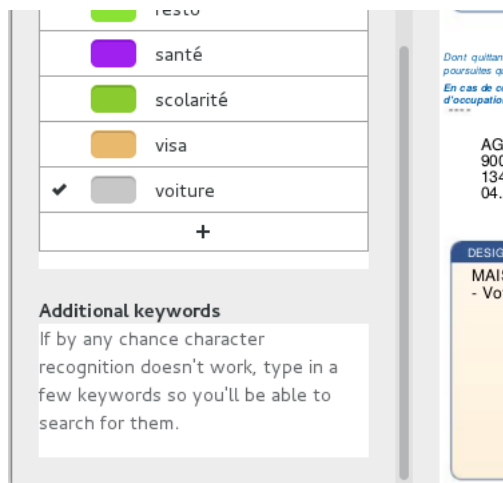 resto
santé
scolarité
visa
voiture
+
Additional keywords
If by any chance character
recognition doesn't work, type in a
few keywords so you'll be able to
search for them.
Dont
poursuites
En cas de
AG
900
134
04.
DESIG
MAIS
- Vo